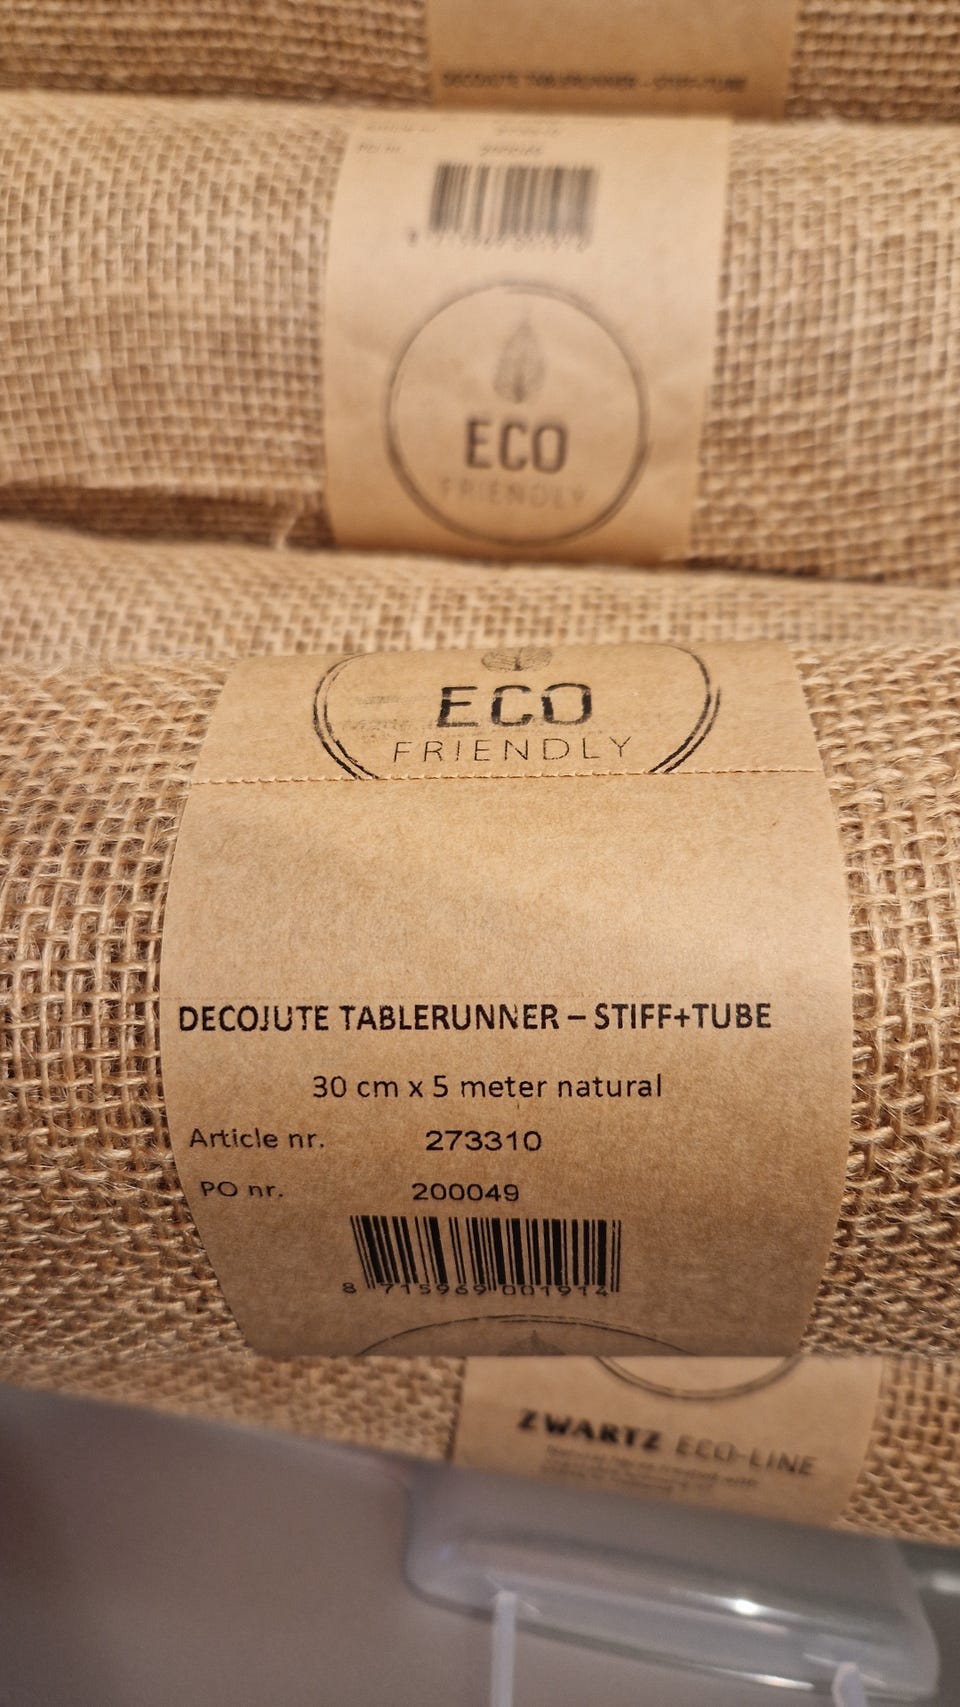 DECOJUTE TABLERUNNER – STIFF+TUBE
ECO
FRIENDLY
ECO
FRIENDLY
DECOJUTE TABLERUNNER – STIFF+TUBE
30 cm x 5 meter natural
Article nr. 273310
PO nr. 200049
8 715969 001914
ZWARTZ ECO-LINE